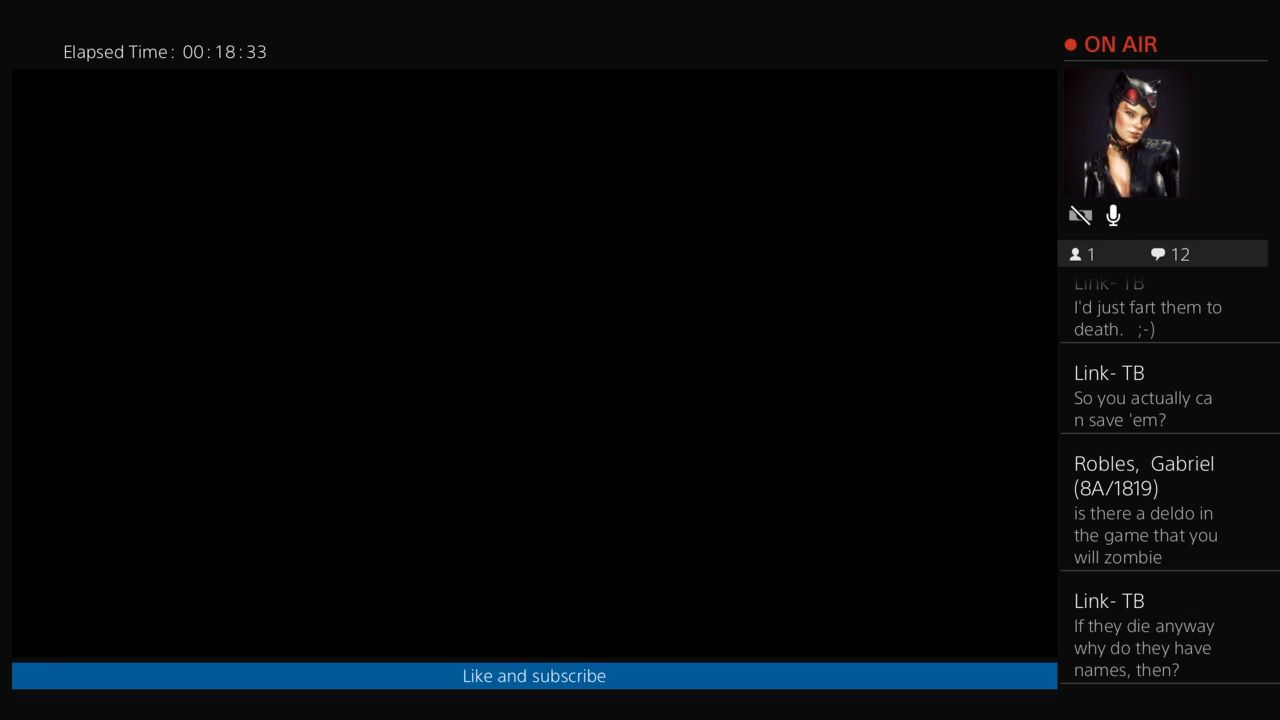 Elapsed Time: 00:18:33
ON AIR
1 12
Link- TB
I'd just fart them to
death. ;-)
Link- TB
So you actually ca
n save 'em?
Robles, Gabriel
(8A/1819)
is there a deldo in
the game that you
will zombie
Link- TB
If they die anyway
why do they have
names, then?
Like and subscribe